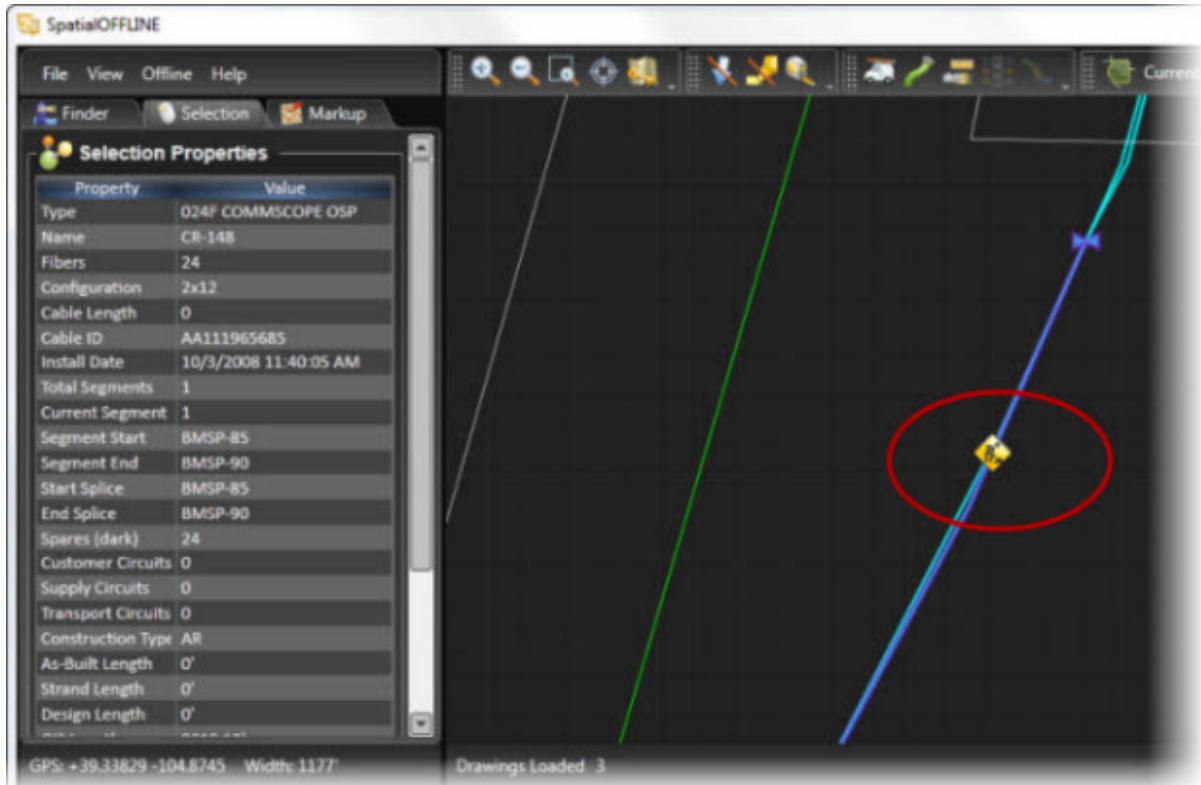 SpatialOFFLINE
File View Offline Help
Current
Finder Selection Markup
Selection Properties
Property Value
Type 024F COMMSCOPE OSP
Name CR-148
Fibers 24
Configuration 2x12
Cable Length 0
Cable ID AA111965685
Install Date 10/3/2008 11:40:05 AM
Total Segments 1
Current Segment 1
Segment Start BMSP-85
Segment End BMSP-90
Start Splice BMSP-85
End Splice BMSP-90
Spares (dark) 24
Customer Circuits 0
Supply Circuits 0
Transport Circuits 0
Construction Type AR
As-Built Length 0'
Strand Length 0'
Design Length 0'
GPS: +39.33829 -104.8745 Width: 1177'
Drawings Loaded 3